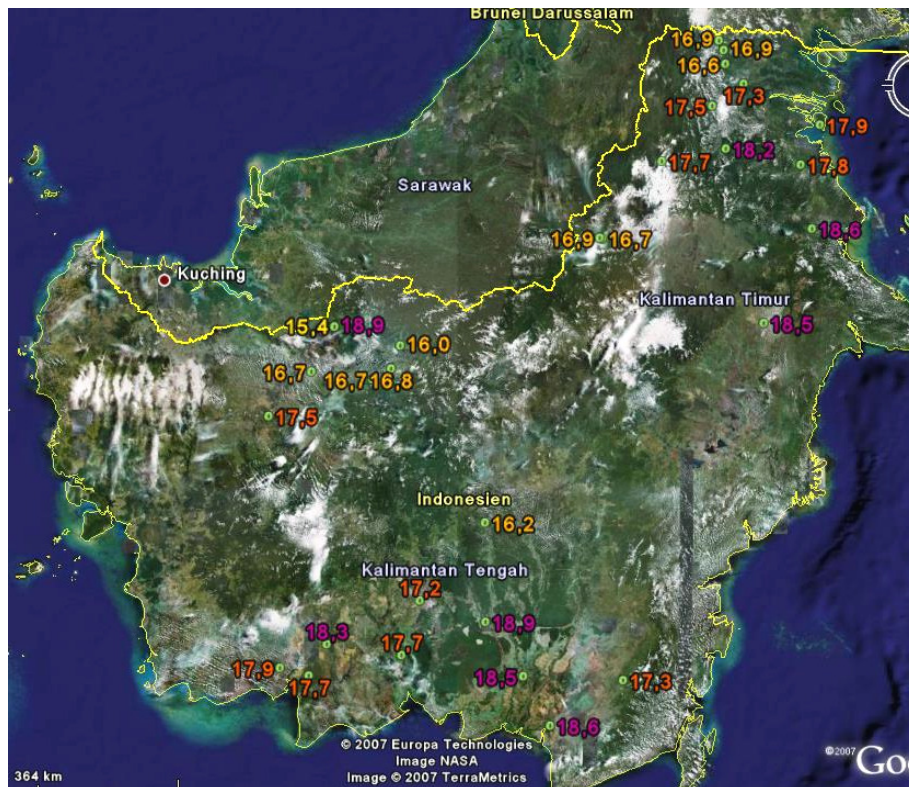 Brunei Darussalam
16,9
16,9
16,6
17,3
17,5
17,9
18,2
17,7
17,8
Sarawak
18,6
16,9
16,7
Kuching
Kalimantan Timur
15,4
18,9
18,5
16,0
16,7
16,7
16,8
17,5
Indonesien
16,2
Kalimantan Tengah
17,2
18,9
18,3
17,7
17,9
17,7
18,5
17,3
18,6
© 2007 Europa Technologies
Image NASA
Image © 2007 TerraMetrics
©2007
Goo
364 km